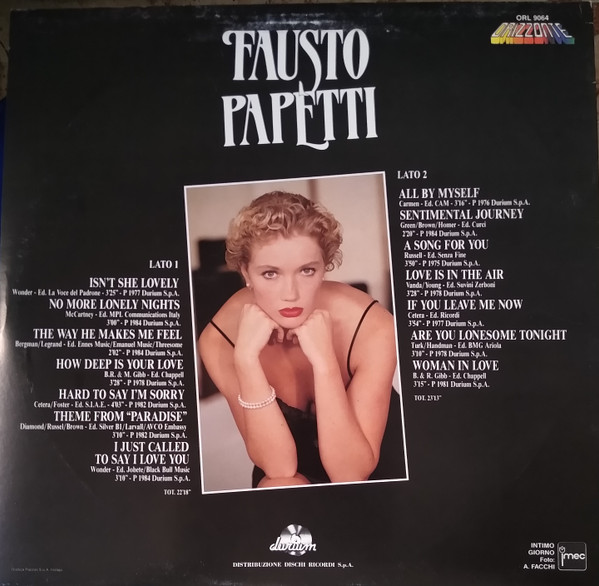 ORL 9064
ORIZZONTE
FAUSTO
PAPETTI
LATO 1
ISN'T SHE LOVELY
Wonder - Ed. La Voce del Padrone - 3'25" - P 1977 Durium S.p.A.
NO MORE LONELY NIGHTS
McCartney - Ed. MPL Communications Italy
3'00" - P 1984 Durium S.p.A.
THE WAY HE MAKES ME FEEL
Bergman/Legrand - Ed. Ennes Music/Emanuel Music/Threesome
2'02" - P 1984 Durium S.p.A.
HOW DEEP IS YOUR LOVE
B.R. & M. Gibb - Ed. Chappell
3'28" - P 1978 Durium S.p.A.
HARD TO SAY I'M SORRY
Cetera/Foster - Ed. S.I.A.E. - 4'03" - P 1982 Durium S.p.A.
THEME FROM "PARADISE"
Diamond/Russel/Brown - Ed. Silver B1/Larvall/AVCO Embassy
3'10" - P 1982 Durium S.p.A.
I JUST CALLED
TO SAY I LOVE YOU
Wonder - Ed. Jobete/Black Bull Music
3'10" - P 1984 Durium S.p.A.
TOT. 22'18"
LATO 2
ALL BY MYSELF
Carmen - Ed. CAM - 3'16" - P 1976 Durium S.p.A.
SENTIMENTAL JOURNEY
Green/Brown/Homer - Ed. Curci
2'20" - P 1984 Durium S.p.A.
A SONG FOR YOU
Russell - Ed. Senza Fine
3'50" - P 1975 Durium S.p.A.
LOVE IS IN THE AIR
Vanda/Young - Ed. Suvini Zerboni
3'28" - P 1978 Durium S.p.A.
IF YOU LEAVE ME NOW
Cetera - Ed. Ricordi
3'54" - P 1977 Durium S.p.A.
ARE YOU LONESOME TONIGHT
Turk/Handman - Ed. BMG Ariola
3'10" - P 1978 Durium S.p.A.
WOMAN IN LOVE
B. & R. Gibb - Ed. Chappell
3'15" - P 1981 Durium S.p.A.
TOT. 23'13"
durium
DISTRIBUZIONE DISCHI RICORDI S.p.A.
INTIMO
GIORNO
Foto:
A. FACCHI
imec